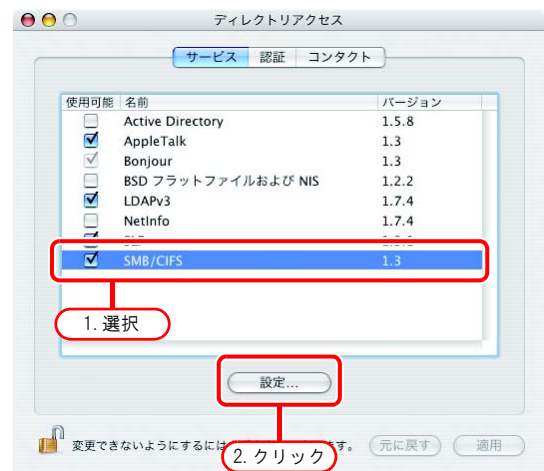 ディレクトリアクセス
サービス 認証 コンタクト
使用可能 名前 バージョン
Active Directory 1.5.8
AppleTalk 1.3
Bonjour 1.3
BSD フラットファイルおよび NIS 1.2.2
LDAPv3 1.7.4
NetInfo 1.7.4
SMB/CIFS 1.3
1. 選択
設定...
変更できないようにするには す。 元に戻す 適用
2. クリック